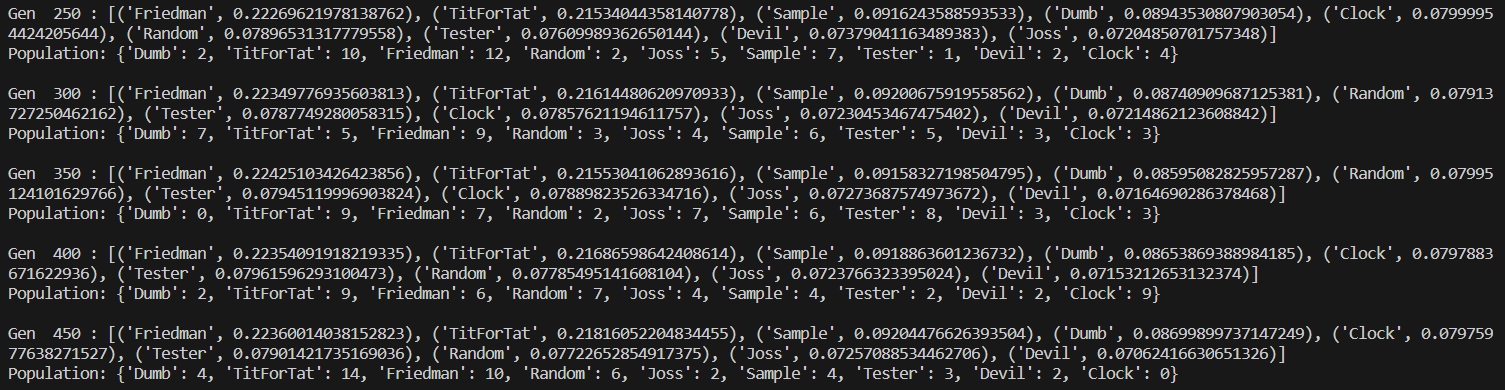 Gen  250 : [('Friedman', 0.22269621978138762), ('TitForTat', 0.21534044358140778), ('Sample', 0.0916243588593533), ('Dumb', 0.08943530807903054), ('Clock', 0.0799995
4424205644), ('Random', 0.07896531317779558), ('Tester', 0.07609989362650144), ('Devil', 0.07379041163489383), ('Joss', 0.07204850701757348)]
Population: {'Dumb': 2, 'TitForTat': 10, 'Friedman': 12, 'Random': 2, 'Joss': 5, 'Sample': 7, 'Tester': 1, 'Devil': 2, 'Clock': 4}
Gen  300 : [('Friedman', 0.22349776935603813), ('TitForTat', 0.21614480620970933), ('Sample', 0.09200675919558562), ('Dumb', 0.08740909687125381), ('Random', 0.07913
727250462162), ('Tester', 0.0787749280058315), ('Clock', 0.07857621194611757), ('Joss', 0.07230453467475402), ('Devil', 0.07214862123608842)]
Population: {'Dumb': 7, 'TitForTat': 5, 'Friedman': 9, 'Random': 3, 'Joss': 4, 'Sample': 6, 'Tester': 5, 'Devil': 3, 'Clock': 3}
Gen  350 : [('Friedman', 0.22425103426423856), ('TitForTat', 0.21553041062893616), ('Sample', 0.09158327198504795), ('Dumb', 0.08595082825957287), ('Random', 0.07995
124101629766), ('Tester', 0.07945119996903824), ('Clock', 0.07889823526334716), ('Joss', 0.07273687574973672), ('Devil', 0.07164690286378468)]
Population: {'Dumb': 0, 'TitForTat': 9, 'Friedman': 7, 'Random': 2, 'Joss': 7, 'Sample': 6, 'Tester': 8, 'Devil': 3, 'Clock': 3}
Gen  400 : [('Friedman', 0.22354091918219335), ('TitForTat', 0.21686598642408614), ('Sample', 0.0918863601236732), ('Dumb', 0.08653869388984185), ('Clock', 0.0797883
671622936), ('Tester', 0.07961596293100473), ('Random', 0.07785495141608104), ('Joss', 0.0723766323395024), ('Devil', 0.07153212653132374)]
Population: {'Dumb': 2, 'TitForTat': 9, 'Friedman': 6, 'Random': 7, 'Joss': 4, 'Sample': 4, 'Tester': 2, 'Devil': 2, 'Clock': 9}
Gen  450 : [('Friedman', 0.22360014038152823), ('TitForTat', 0.21816052204834455), ('Sample', 0.09204476626393504), ('Dumb', 0.08699899737147249), ('Clock', 0.079759
77638271527), ('Tester', 0.07901421735169036), ('Random', 0.07722652854917375), ('Joss', 0.07257088534462706), ('Devil', 0.07062416630651326)]
Population: {'Dumb': 4, 'TitForTat': 14, 'Friedman': 10, 'Random': 6, 'Joss': 2, 'Sample': 4, 'Tester': 3, 'Devil': 2, 'Clock': 0}